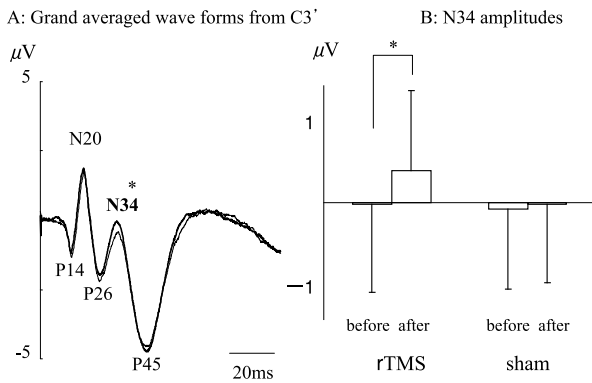 A: Grand averaged wave forms from C3'
μV
5
N20
*
N34
P14
P26
-5
P45
20ms
B: N34 amplitudes
μV
*
1
−1
before after
before after
rTMS
sham